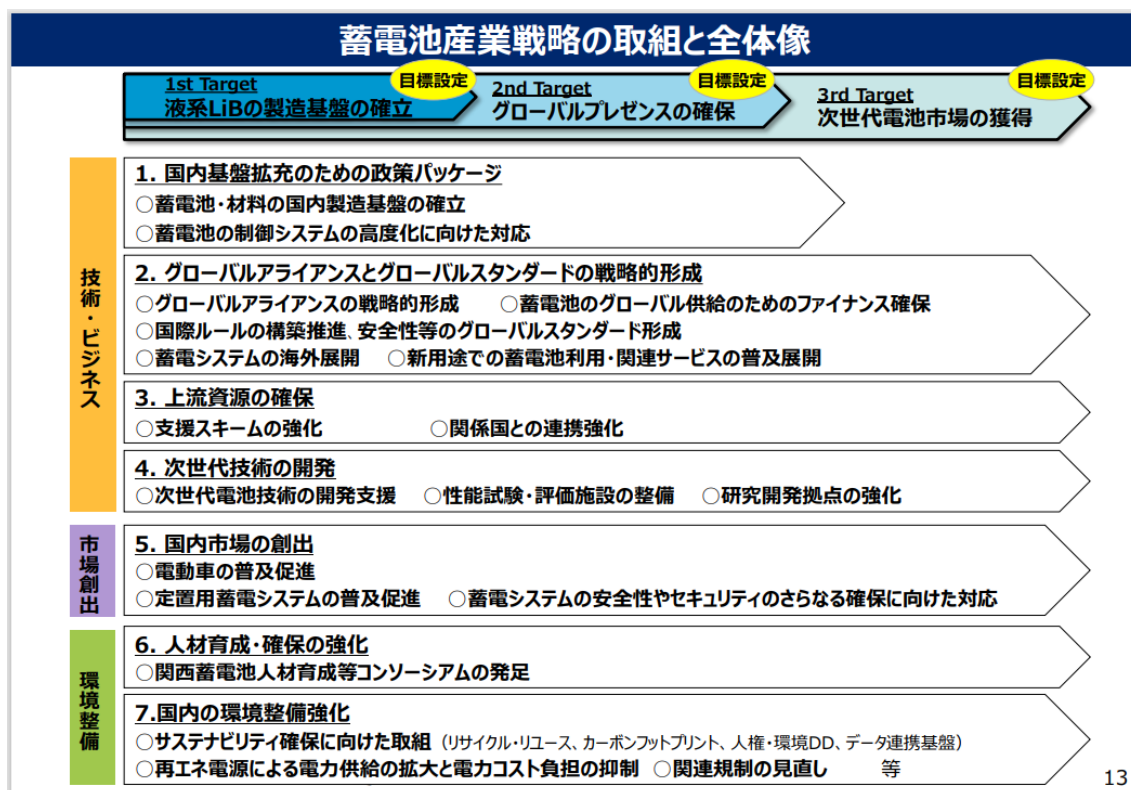 蓄電池産業戦略の取組と全体像
1st Target
液系LiBの製造基盤の確立
目標設定
2nd Target
グローバルプレゼンスの確保
目標設定
3rd Target
次世代電池市場の獲得
目標設定
技術・ビジネス
1. 国内基盤拡充のための政策パッケージ
○蓄電池・材料の国内製造基盤の確立
○蓄電池の制御システムの高度化に向けた対応
2. グローバルアライアンスとグローバルスタンダードの戦略的形成
○グローバルアライアンスの戦略的形成 ○蓄電池のグローバル供給のためのファイナンス確保
○国際ルールの構築推進、安全性等のグローバルスタンダード形成
○蓄電システムの海外展開 ○新用途での蓄電池利用・関連サービスの普及展開
3. 上流資源の確保
○支援スキームの強化 ○関係国との連携強化
4. 次世代技術の開発
○次世代電池技術の開発支援 ○性能試験・評価施設の整備 ○研究開発拠点の強化
市場創出
5. 国内市場の創出
○電動車の普及促進
○定置用蓄電システムの普及促進 ○蓄電システムの安全性やセキュリティのさらなる確保に向けた対応
環境整備
6. 人材育成・確保の強化
○関西蓄電池人材育成等コンソーシアムの発足
7.国内の環境整備強化
○サステナビリティ確保に向けた取組（リサイクル・リユース、カーボンフットプリント、人権・環境DD、データ連携基盤）
○再エネ電源による電力供給の拡大と電力コスト負担の抑制 ○関連規制の見直し 等
13